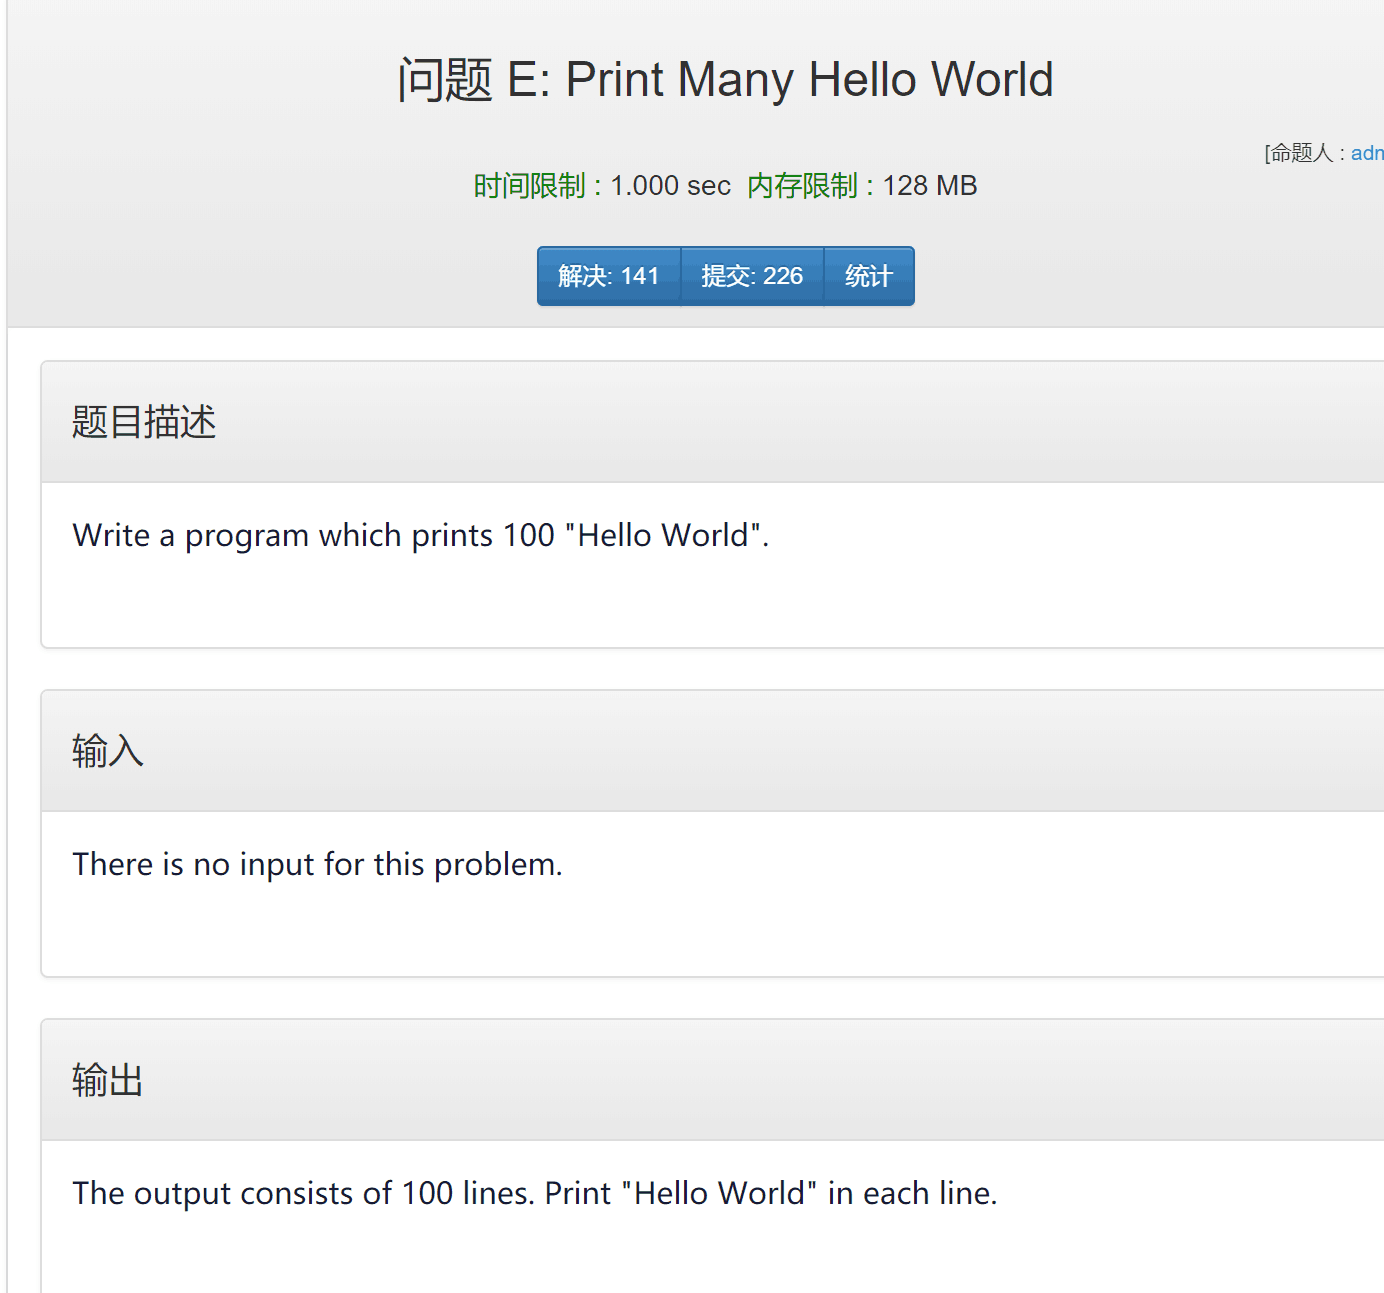 问题 E: Print Many Hello World
[命题人 :
时间限制 : 1.000 sec 内存限制 : 128 MB
解决: 141 提交: 226 统计
题目描述
Write a program which prints 100 "Hello World".
输入
There is no input for this problem.
输出
The output consists of 100 lines. Print "Hello World" in each line.